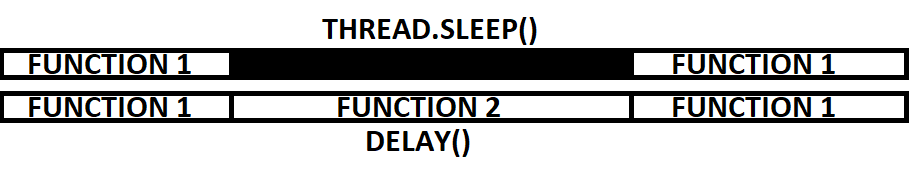 THREAD.SLEEP()
FUNCTION 1 FUNCTION 1
FUNCTION 1 FUNCTION 2 FUNCTION 1
DELAY()